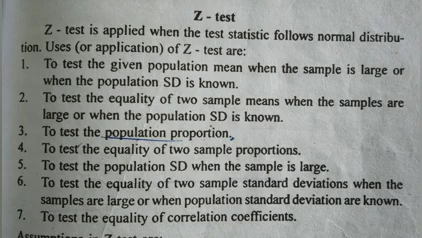 Z - test
Z - test is applied when the test statistic follows normal distribu-
tion. Uses (or application) of Z - test are:
1. To test the given population mean when the sample is large or
when the population SD is known.
2. To test the equality of two sample means when the samples are
large or when the population SD is known.
3. To test the population proportion.
4. To test the equality of two sample proportions.
5. To test the population SD when the sample is large.
6. To test the equality of two sample standard deviations when the
samples are large or when population standard deviation are known.
7. To test the equality of correlation coefficients.
Assumptions in Z test are: